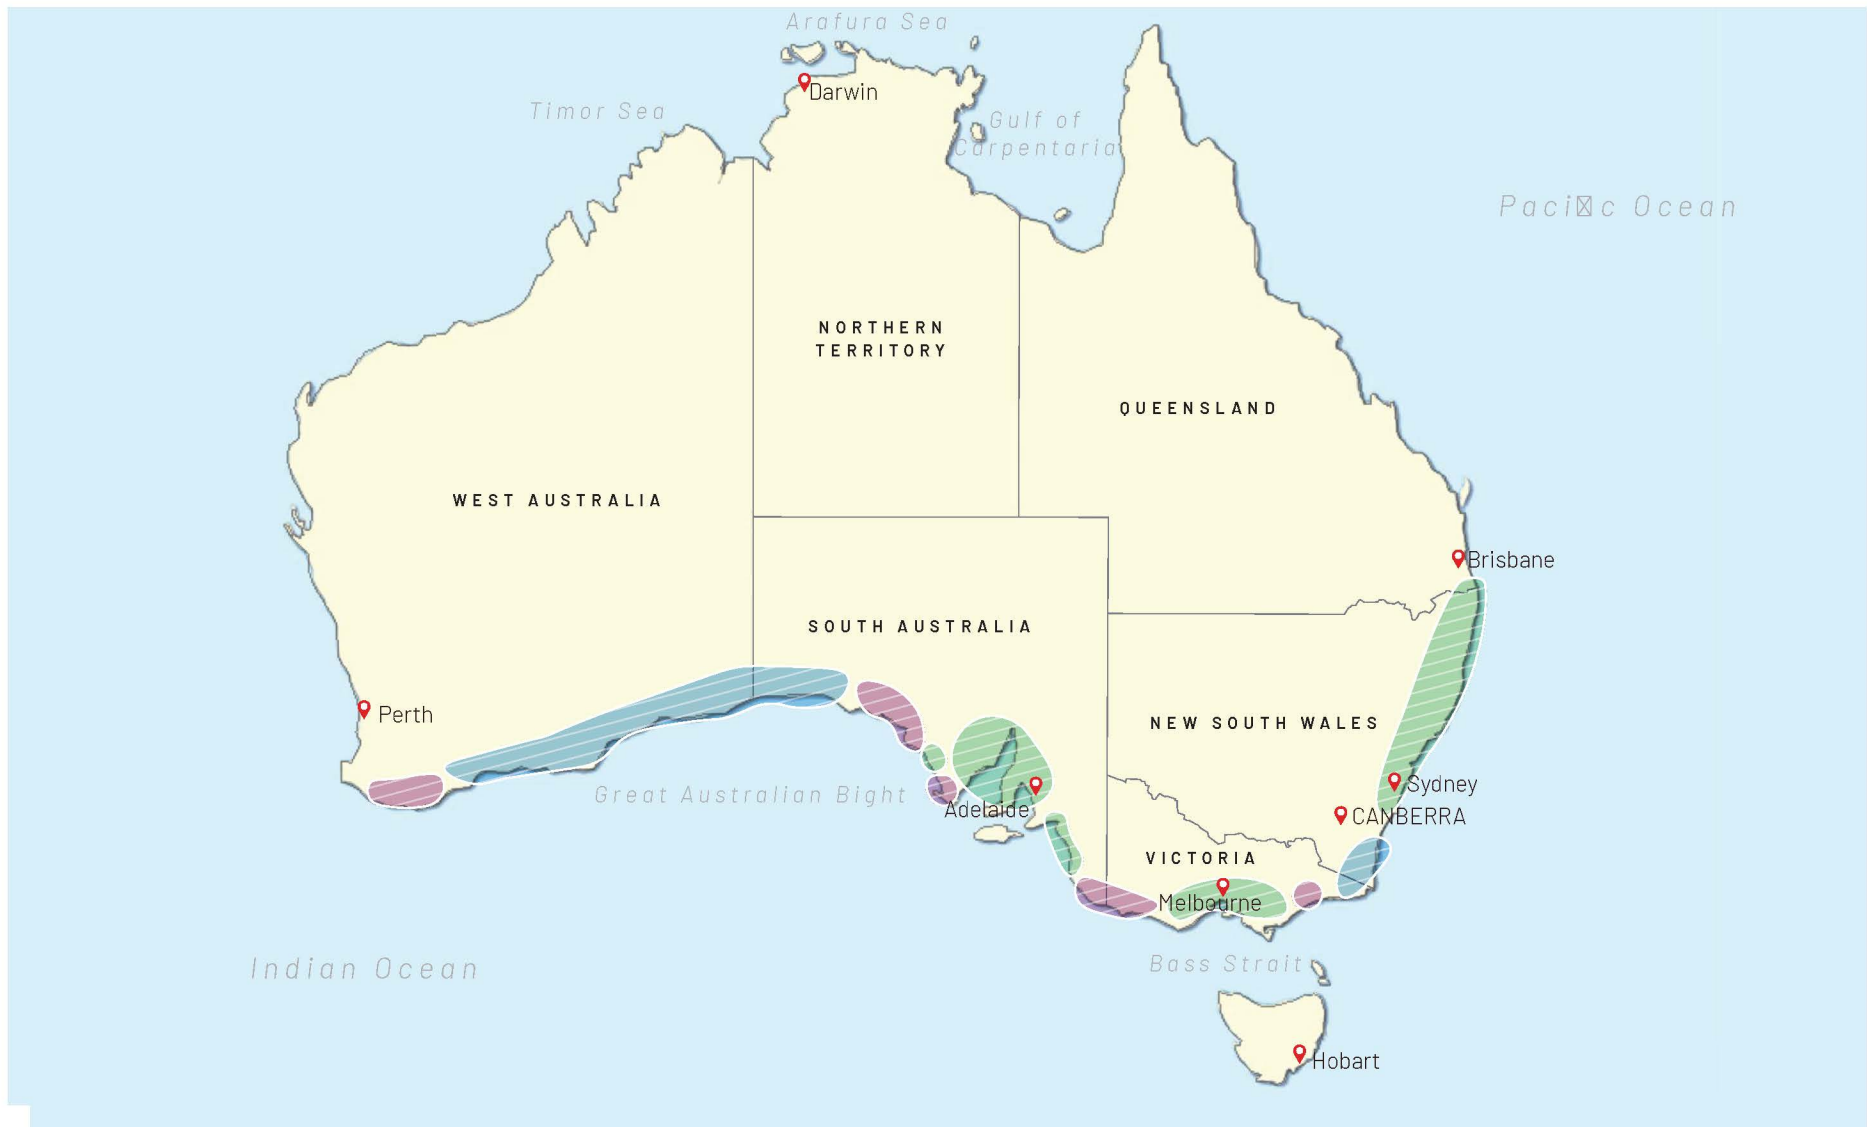 Arafura Sea
Darwin
Timor Sea
Gulf of
Carpentaria
Paci c Ocean
NORTHERN
TERRITORY
QUEENSLAND
WEST AUSTRALIA
Brisbane
SOUTH AUSTRALIA
Perth
NEW SOUTH WALES
Sydney
Great Australian Bight
Adelaide
CANBERRA
VICTORIA
Melbourne
Indian Ocean
Bass Strait
Hobart